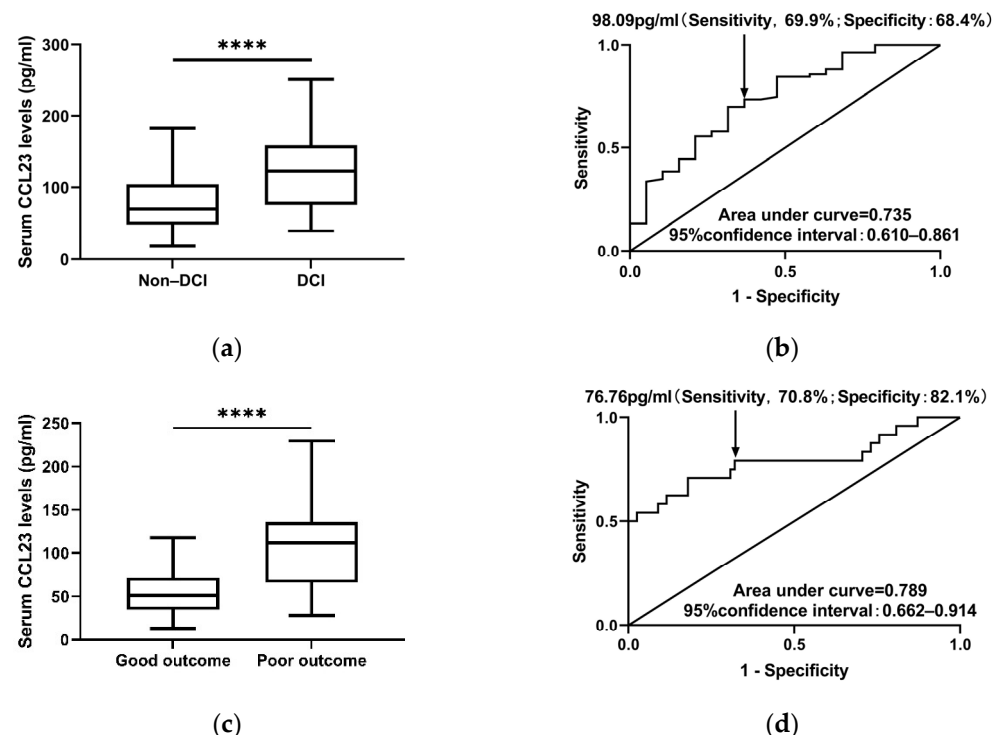 ****
Serum CCL23 levels (pg/ml)
300
200
100
0
Non–DCI
DCI
(a)
98.09pg/ml(Sensitivity, 69.9%;Specificity:68.4%)
Sensitivity
1.0
0.5
0.0
Area under curve=0.735
95%confidence interval:0.610–0.861
0.0
0.5
1.0
1 - Specificity
(b)
****
Serum CCL23 levels (pg/ml)
250
200
150
100
50
0
Good outcome
Poor outcome
(c)
76.76pg/ml(Sensitivity, 70.8%;Specificity:82.1%)
Sensitivity
1.0
0.5
0.0
Area under curve=0.789
95%confidence interval:0.662–0.914
0.0
0.5
1.0
1 - Specificity
(d)